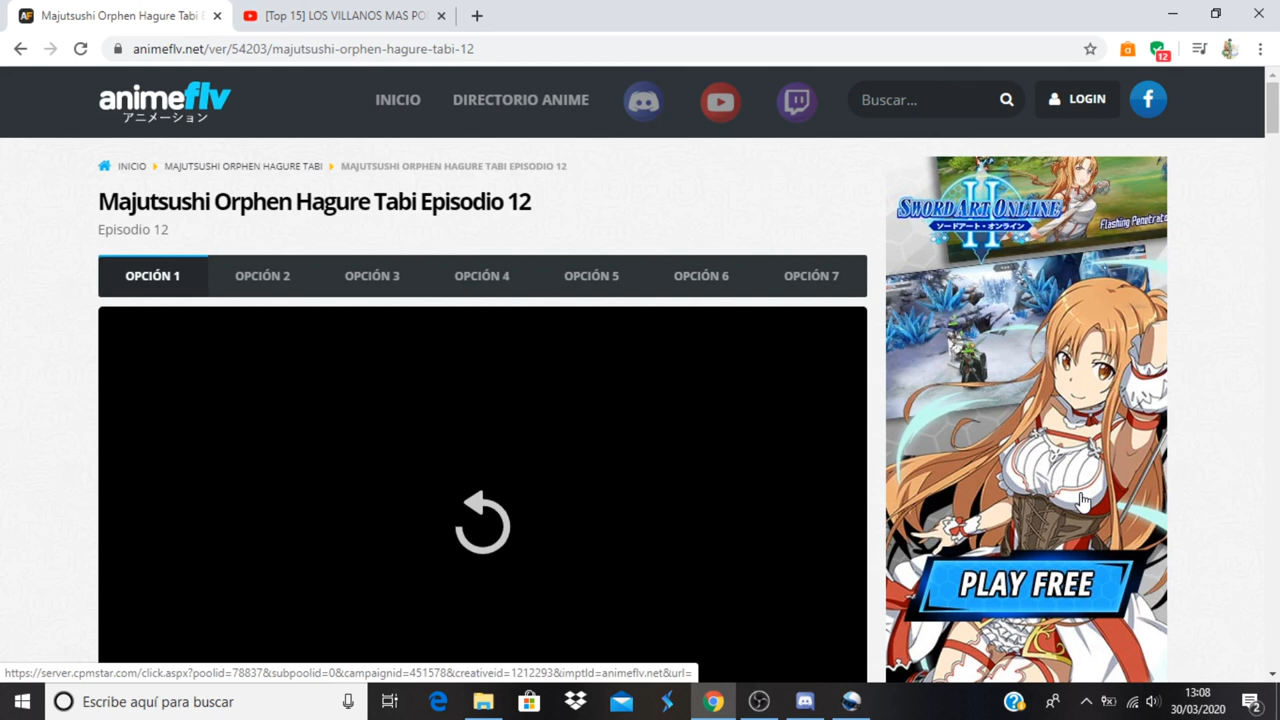 Majutsushi Orphen Hagure Tabi E
[Top 15] LOS VILLANOS MAS PO
animeflv.net/ver/54203/majutsushi-orphen-hagure-tabi-12
12
animeflv
アニメーション
INICIO
DIRECTORIO ANIME
Buscar...
LOGIN
INICIO
MAJUTSUSHI ORPHEN HAGURE TABI
MAJUTSUSHI ORPHEN HAGURE TABI EPISODIO 12
Majutsushi Orphen Hagure Tabi Episodio 12
Episodio 12
OPCIÓN 1
OPCIÓN 2
OPCIÓN 3
OPCIÓN 4
OPCIÓN 5
OPCIÓN 6
OPCIÓN 7
SWORD ART ONLINE
II
ソードアート・オンライン
Flashing Penetrato
PLAY FREE
https://server.cpmstar.com/click.aspx?poolid=78837&subpoolid=0&campaignid=451578&creativeid=1212293&imptId=animeflv.net&url=
Escribe aquí para buscar
13:08
30/03/2020
2